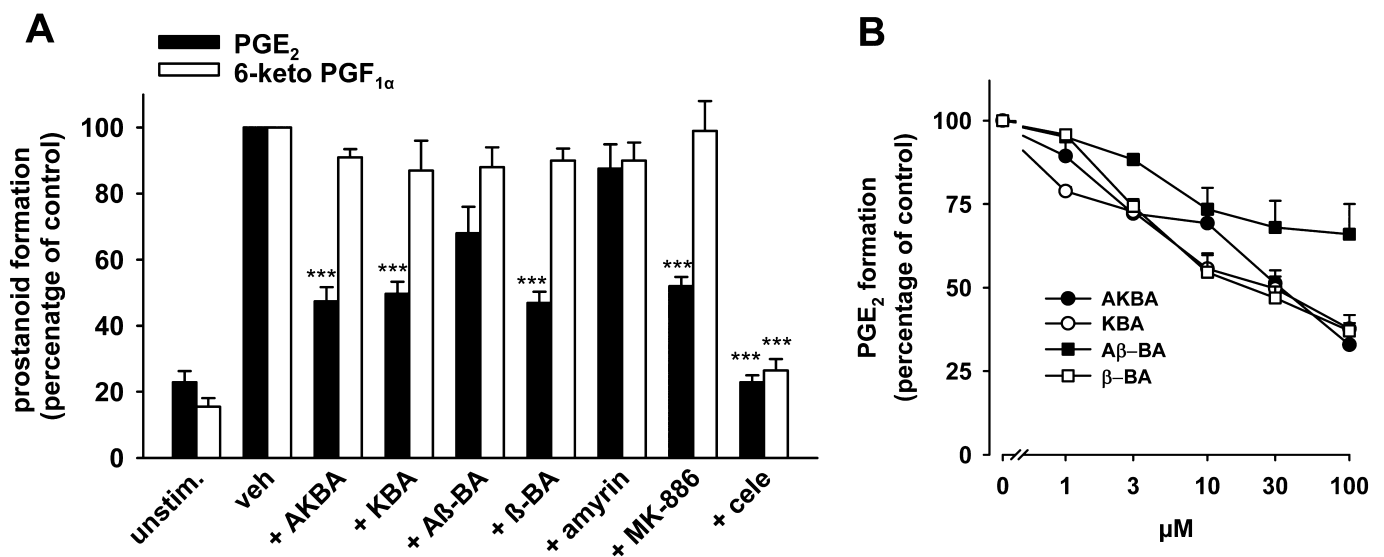 A
PGE2
6-keto PGF1α
prostanoid formation
(percenatge of control)
100
80
60
40
20
0
***
***
***
***
***
***
unstim.
veh
+ AKBA
+ KBA
+ Aß-BA
+ ß-BA
+ amyrin
+ MK-886
+ cele
B
PGE2 formation
(percentage of control)
100
75
50
25
0
AKBA
KBA
Aβ–BA
β–BA
0
1
3
10
30
100
µM